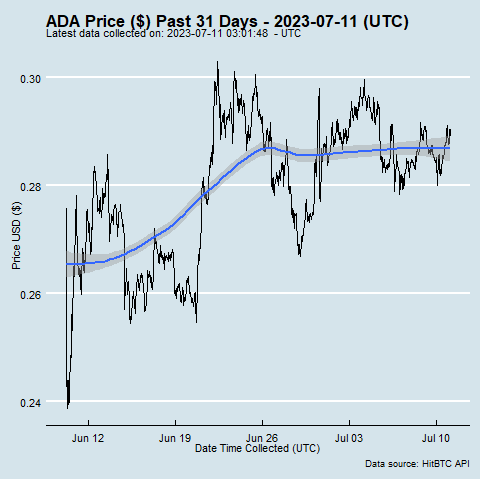 ADA Price ($) Past 31 Days - 2023-07-11 (UTC)
Latest data collected on: 2023-07-11 03:01:48 - UTC
0.30
0.28
0.26
0.24
Price USD ($)
Jun 12 Jun 19 Jun 26 Jul 03 Jul 10
Date Time Collected (UTC)
Data source: HitBTC API